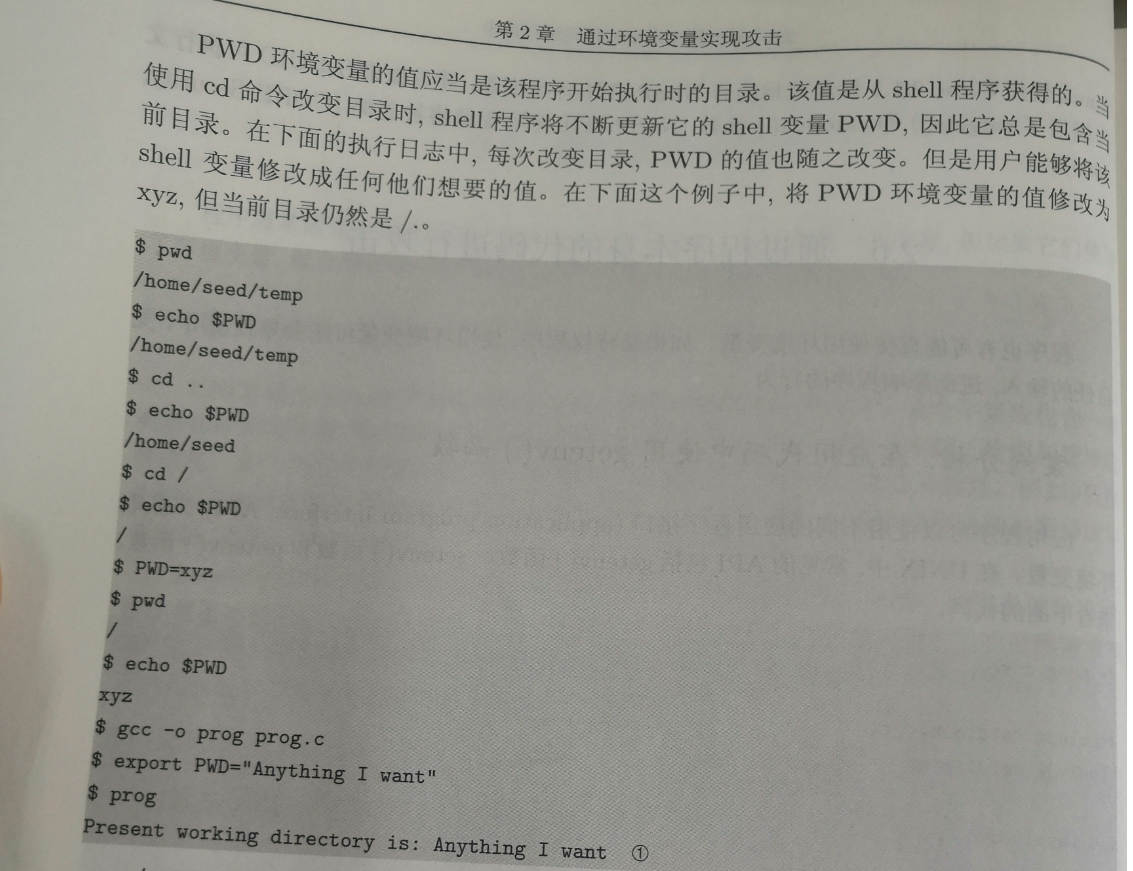 第 2 章 通过环境变量实现攻击
PWD 环境变量的值应当是该程序开始执行时的目录。该值是从 shell 程序获得的。当
使用 cd 命令改变目录时, shell 程序将不断更新它的 shell 变量 PWD, 因此它总是包含当
前目录。在下面的执行日志中, 每次改变目录, PWD 的值也随之改变。但是用户能够将该
shell 变量修改成任何他们想要的值。在下面这个例子中, 将 PWD 环境变量的值修改为
xyz, 但当前目录仍然是 /.。
$ pwd
/home/seed/temp
$ echo $PWD
/home/seed/temp
$ cd ..
$ echo $PWD
/home/seed
$ cd /
$ echo $PWD
/
$ PWD=xyz
$ pwd
/
$ echo $PWD
xyz
$ gcc -o prog prog.c
$ export PWD="Anything I want"
$ prog
Present working directory is: Anything I want ①